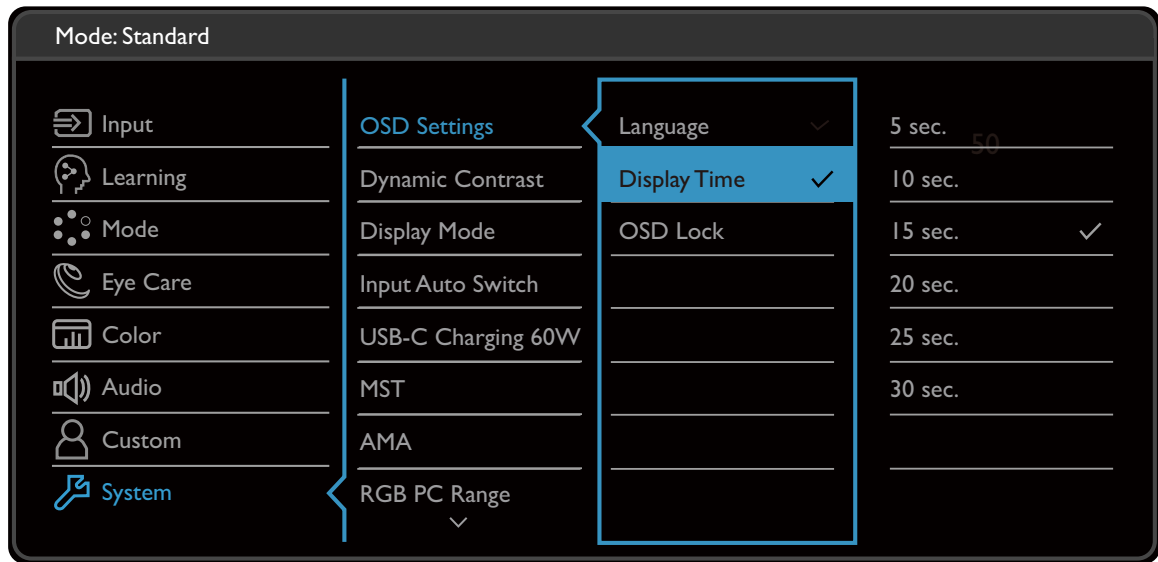 Mode: Standard
Input
Learning
Mode
Eye Care
Color
Audio
Custom
System
OSD Settings
Dynamic Contrast
Display Mode
Input Auto Switch
USB-C Charging 60W
MST
AMA
RGB PC Range
Language
Display Time
OSD Lock
5 sec.
50
10 sec.
15 sec.
20 sec.
25 sec.
30 sec.